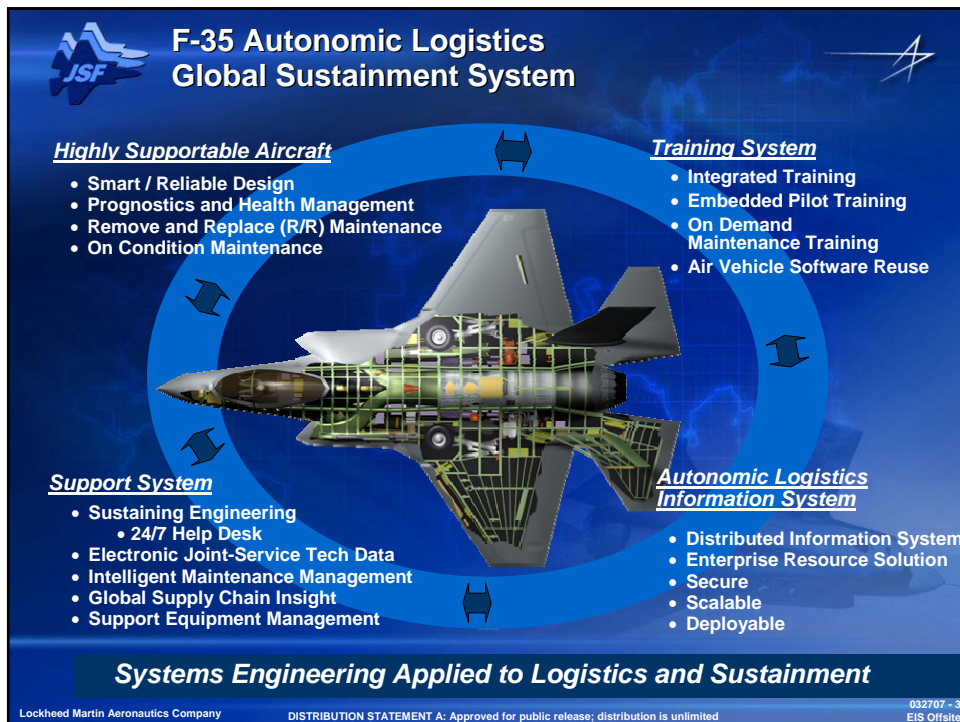 JSF
F-35 Autonomic Logistics
Global Sustainment System
Highly Supportable Aircraft
• Smart / Reliable Design
• Prognostics and Health Management
• Remove and Replace (R/R) Maintenance
• On Condition Maintenance
Training System
• Integrated Training
• Embedded Pilot Training
• On Demand
Maintenance Training
• Air Vehicle Software Reuse
Support System
• Sustaining Engineering
• 24/7 Help Desk
• Electronic Joint-Service Tech Data
• Intelligent Maintenance Management
• Global Supply Chain Insight
• Support Equipment Management
Autonomic Logistics
Information System
• Distributed Information System
• Enterprise Resource Solution
• Secure
• Scalable
• Deployable
Systems Engineering Applied to Logistics and Sustainment
Lockheed Martin Aeronautics Company
DISTRIBUTION STATEMENT A: Approved for public release; distribution is unlimited
032707 - 3
EIS Offsite